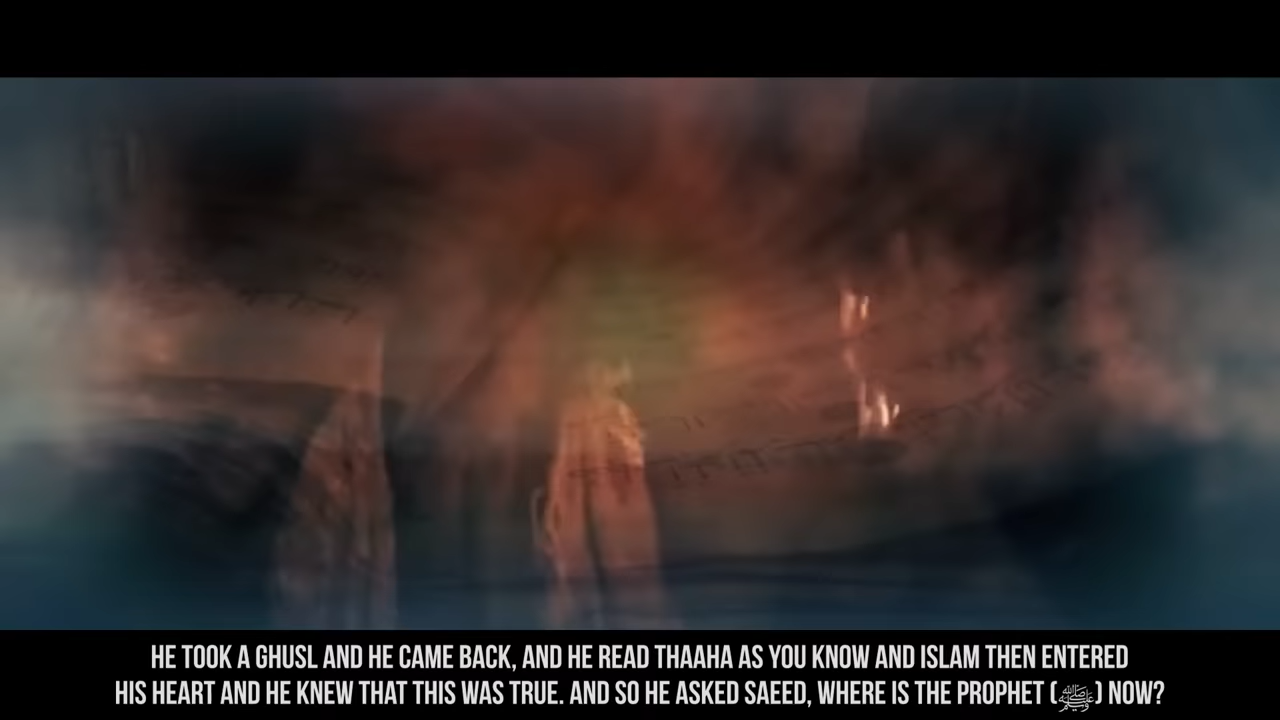 HE TOOK A GHUSL AND HE CAME BACK, AND HE READ THAAHA AS YOU KNOW AND ISLAM THEN ENTERED
HIS HEART AND HE KNEW THAT THIS WAS TRUE. AND SO HE ASKED SAEED, WHERE IS THE PROPHET (ﷺ) NOW?